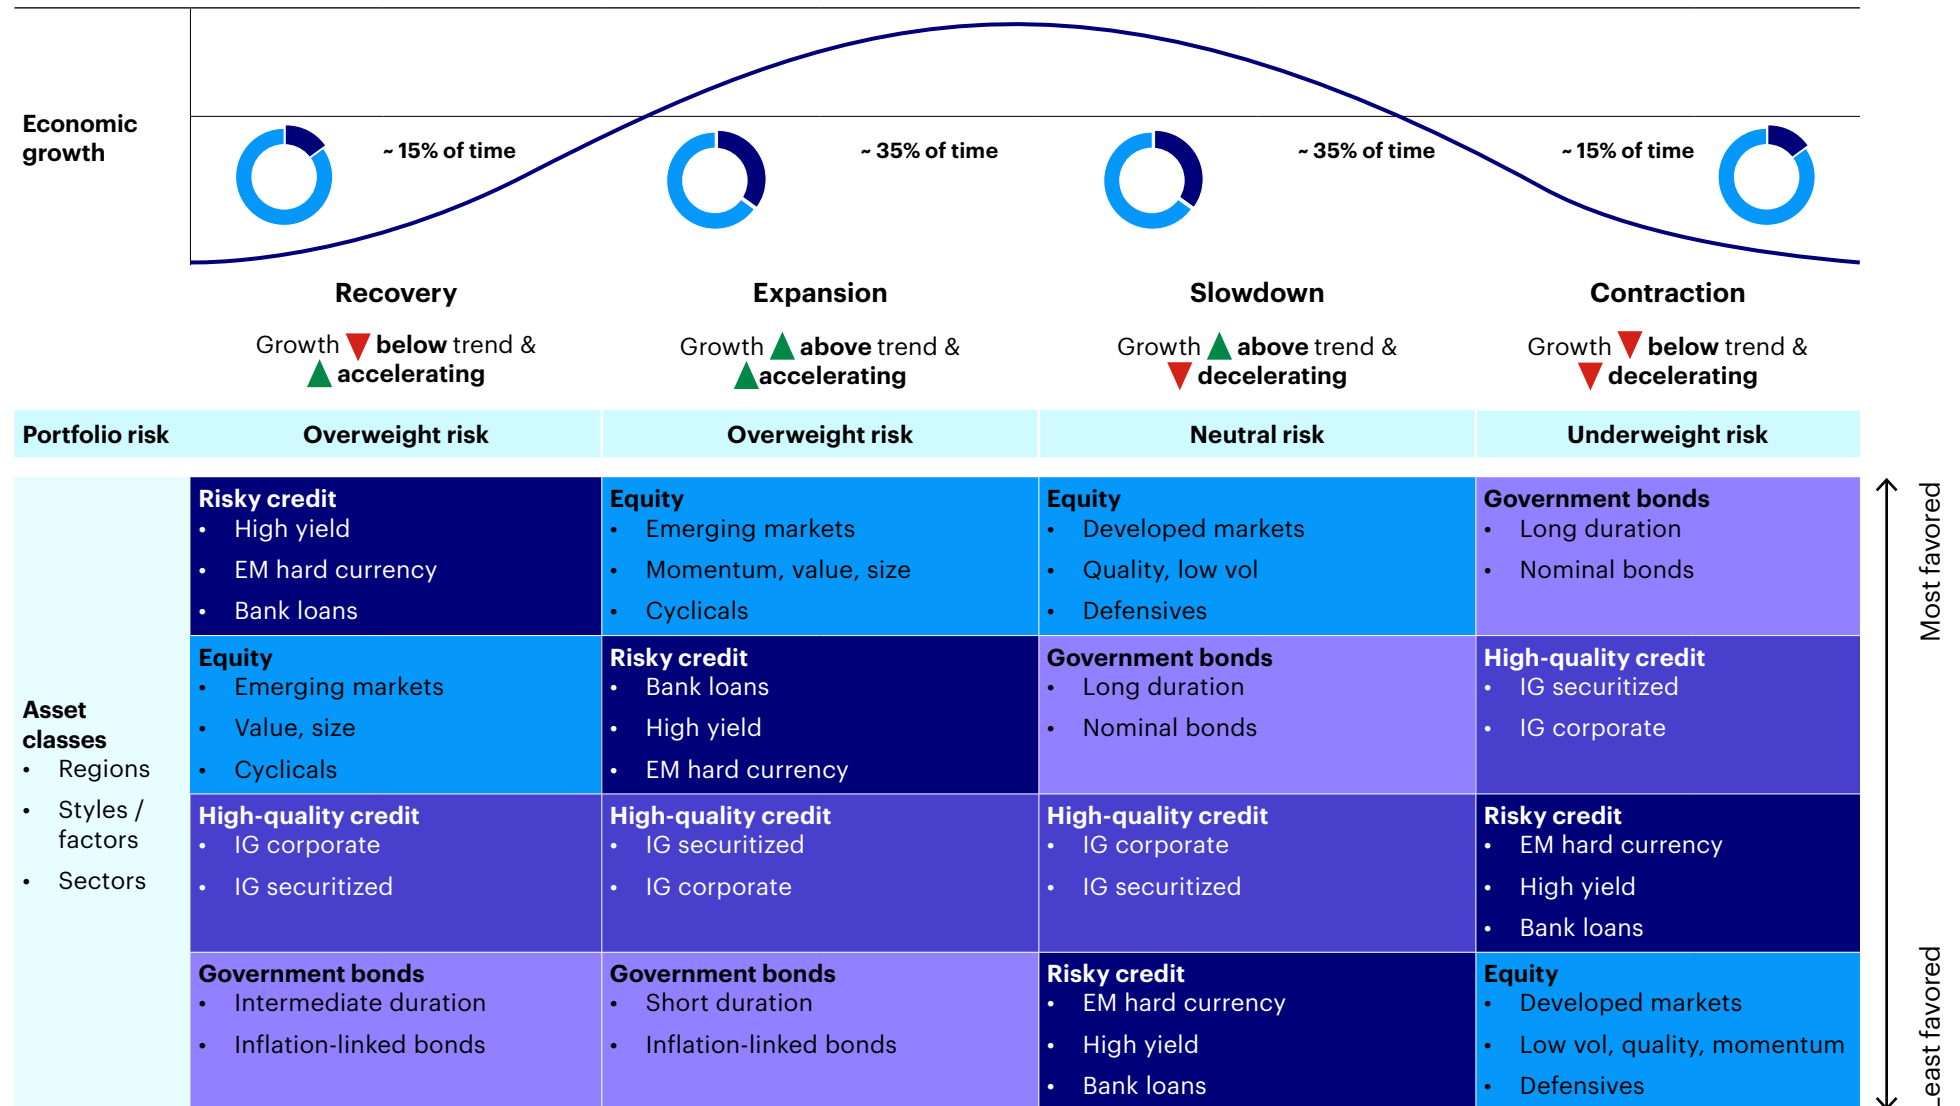 Economic
growth
~ 15% of time
~ 35% of time
~ 35% of time
~ 15% of time
Recovery
Growth ▼ below trend &
▲ accelerating
Expansion
Growth ▲ above trend &
▲ accelerating
Slowdown
Growth ▲ above trend &
▼ decelerating
Contraction
Growth ▼ below trend &
▼ decelerating
Portfolio risk
Overweight risk
Overweight risk
Neutral risk
Underweight risk
Asset
classes
• Regions
• Styles /
factors
• Sectors
Risky credit
• High yield
• EM hard currency
• Bank loans
Equity
• Emerging markets
• Momentum, value, size
• Cyclicals
Equity
• Developed markets
• Quality, low vol
• Defensives
Government bonds
• Long duration
• Nominal bonds
Equity
• Emerging markets
• Value, size
• Cyclicals
Risky credit
• Bank loans
• High yield
• EM hard currency
Government bonds
• Long duration
• Nominal bonds
High-quality credit
• IG securitized
• IG corporate
High-quality credit
• IG corporate
• IG securitized
High-quality credit
• IG securitized
• IG corporate
High-quality credit
• IG corporate
• IG securitized
Risky credit
• EM hard currency
• High yield
• Bank loans
Government bonds
• Intermediate duration
• Inflation-linked bonds
Government bonds
• Short duration
• Inflation-linked bonds
Risky credit
• EM hard currency
• High yield
• Bank loans
Equity
• Developed markets
• Low vol, quality, momentum
• Defensives
Most favored
Least favored